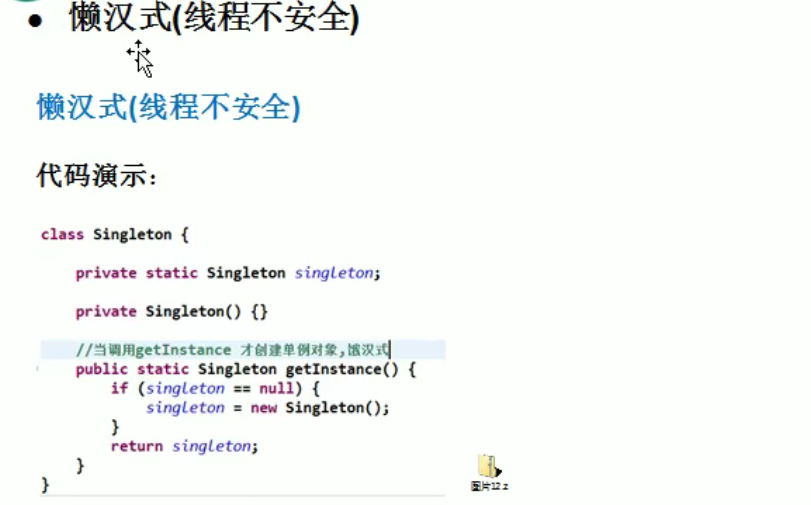 • 懒汉式(线程不安全)
懒汉式(线程不安全)
代码演示：
class Singleton {
private static Singleton singleton;
private Singleton() {}
//当调用getInstance 才创建单例对象,饿汉式
public static Singleton getInstance() {
if (singleton == null) {
singleton = new Singleton();
}
return singleton;
}
}
图片12.z